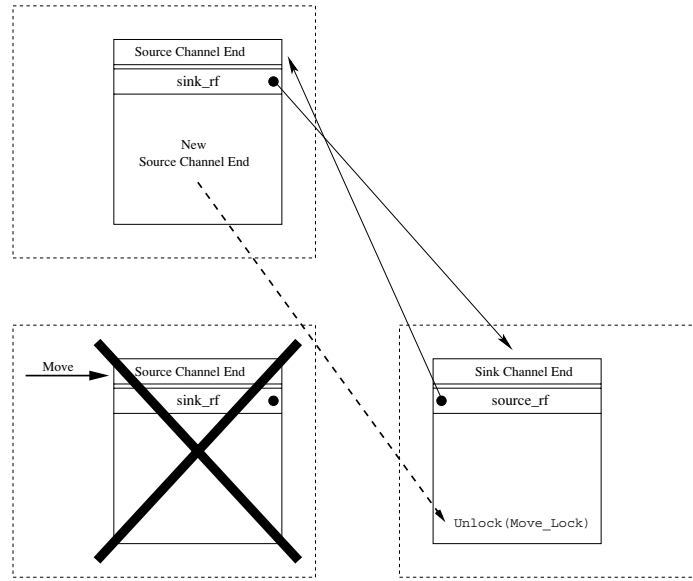 Source Channel End
sink_rf
New
Source Channel End
Move
Source Channel End
sink_rf
Sink Channel End
source_rf
Unlock(Move_Lock)